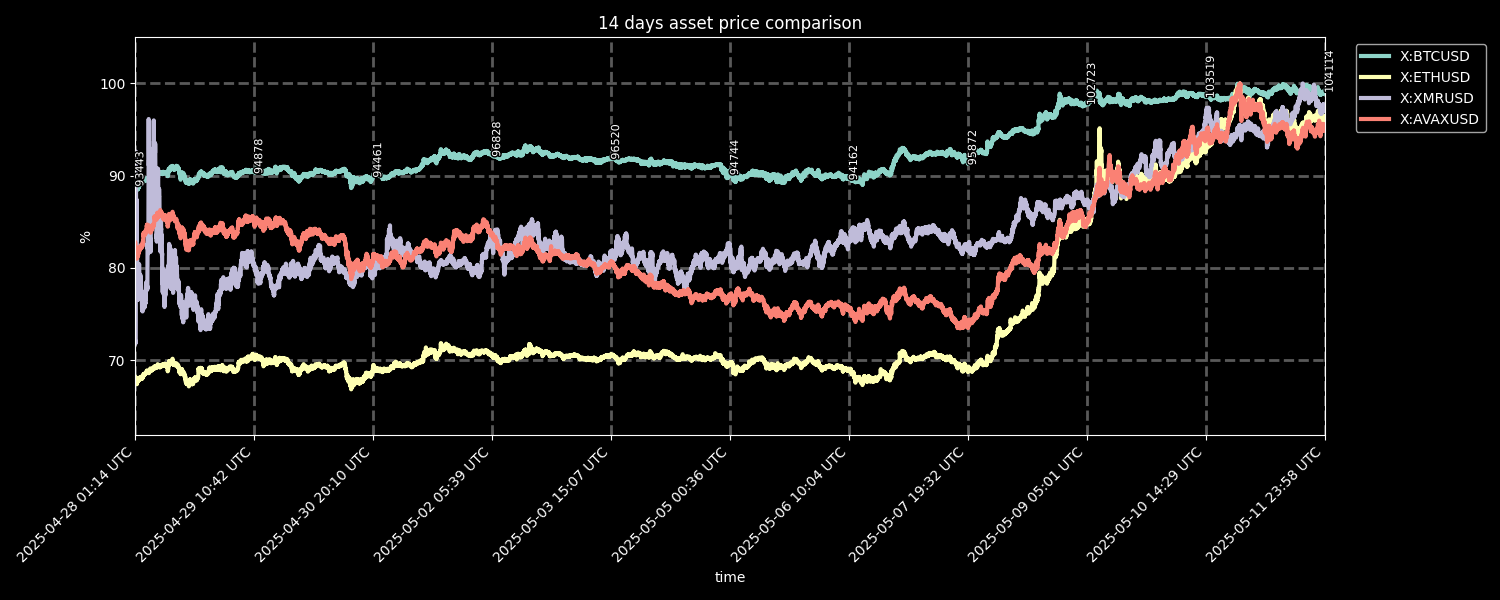 14 days asset price comparison
X:BTCUSD
X:ETHUSD
X:XMRUSD
X:AVAXUSD
100
90
80
70
%
93443
94878
94461
96828
96520
94744
94162
95872
102723
103519
104114
2025-04-28 01:14 UTC
2025-04-29 10:42 UTC
2025-04-30 20:10 UTC
2025-05-02 05:39 UTC
2025-05-03 15:07 UTC
2025-05-05 00:36 UTC
2025-05-06 10:04 UTC
2025-05-07 19:32 UTC
2025-05-09 05:01 UTC
2025-05-10 14:29 UTC
2025-05-11 23:58 UTC
time